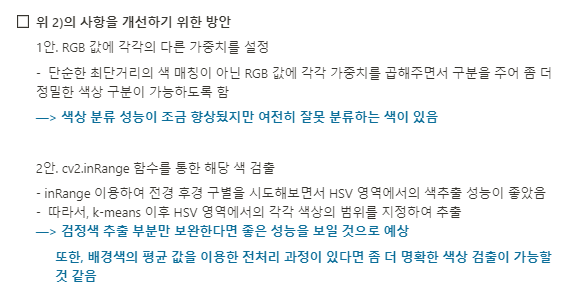 □ 위 2)의 사항을 개선하기 위한 방안
1안. RGB 값에 각각의 다른 가중치를 설정
- 단순한 최단거리의 색 매칭이 아닌 RGB 값에 각각 가중치를 곱해주면서 구분을 주어 좀 더
정밀한 색상 구분이 가능하도록 함
―> 색상 분류 성능이 조금 향상됬지만 여전히 잘못 분류하는 색이 있음
2안. cv2.inRange 함수를 통한 해당 색 검출
- inRange 이용하여 전경 후경 구별을 시도해보면서 HSV 영역에서의 색추출 성능이 좋았음
- 따라서, k-means 이후 HSV 영역에서의 각각 색상의 범위를 지정하여 추출
―> 검정색 추출 부분만 보완한다면 좋은 성능을 보일 것으로 예상
또한, 배경색의 평균 값을 이용한 전처리 과정이 있다면 좀 더 명확한 색상 검출이 가능할
것 같음